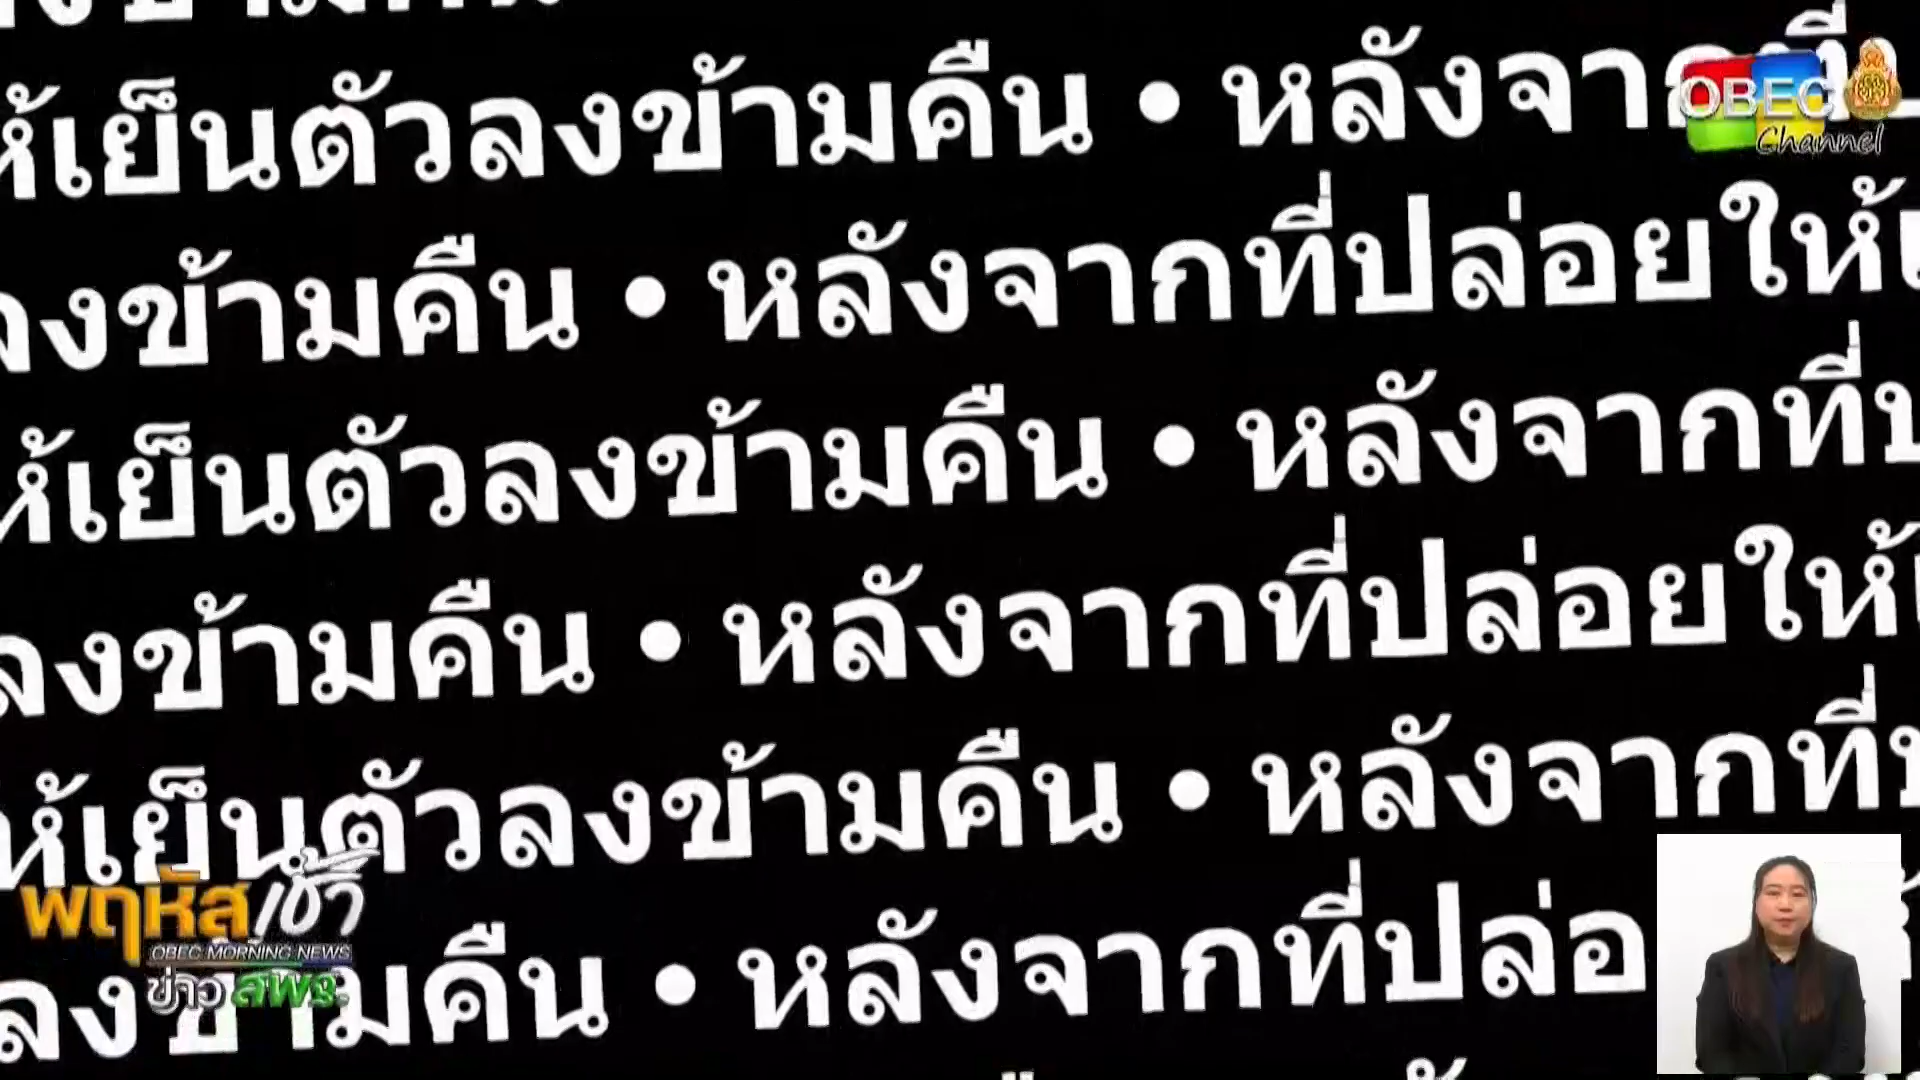 ห้เย็นตัวลงข้ามคืน • หลังจากที่
OBEC
Channel
ลงข้ามคืน • หลังจากที่ปล่อยให้เ
ห้เย็นตัวลงข้ามคืน • หลังจากที่ป
ลงข้ามคืน • หลังจากที่ปล่อยให้เ
ห้เย็นตัวลงข้ามคืน • หลังจากที่ป
พฤหัสเช้า
OBEC MORNING NEWS
ข่าว สพฐ.
ลงข้ามคืน • หลังจากที่ปล่อ